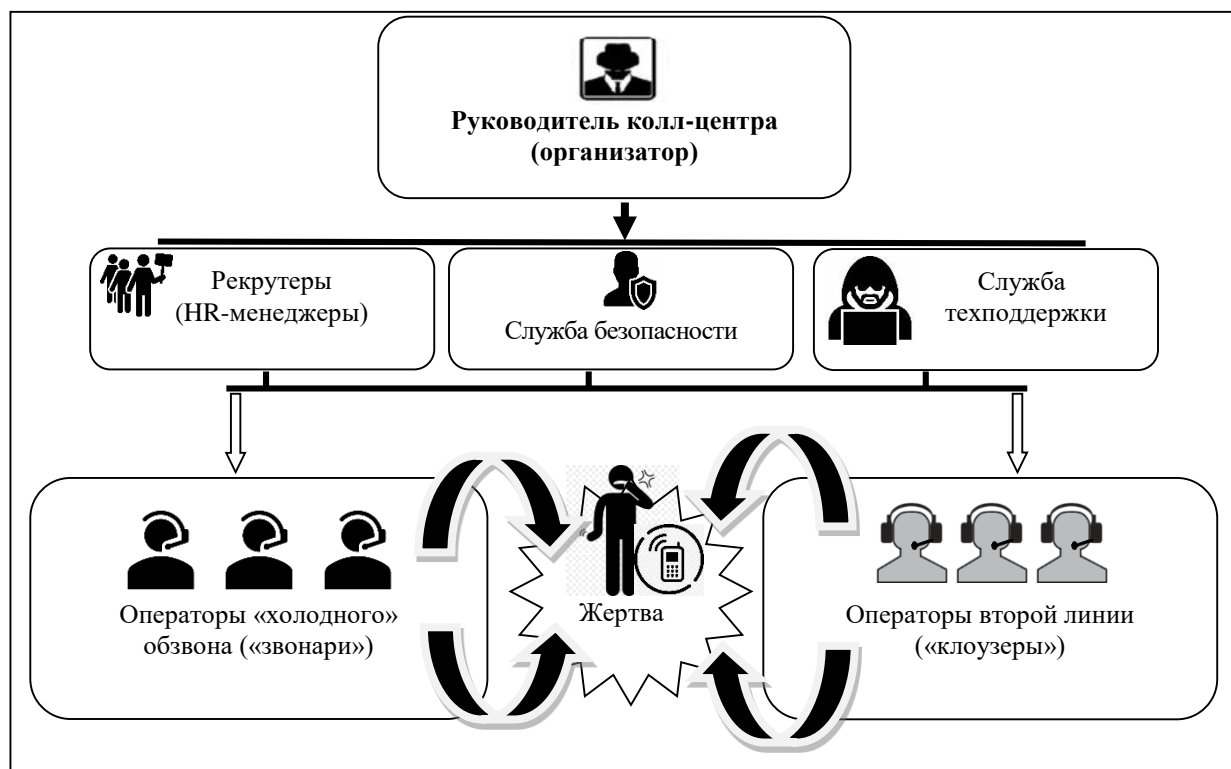 Руководитель колл-центра
(организатор)
Рекрутеры
(HR-менеджеры)
Служба безопасности
Служба
техподдержки
Операторы «холодного»
обзвона («звонари»)
Жертва
Операторы второй линии
(«клоузеры»)